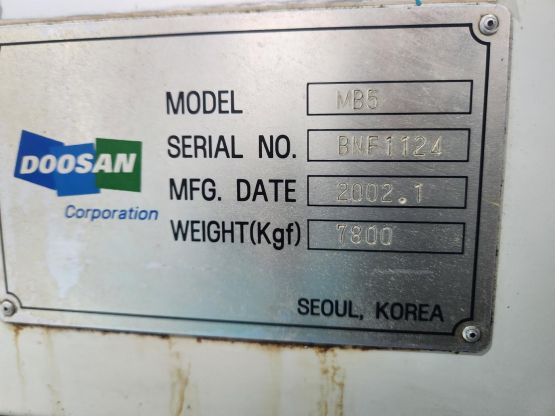 MODEL MB5
SERIAL NO. BNF1124
MFG. DATE 2002.1
WEIGHT(Kgf) 7800
DOOSAN
Corporation
SEOUL, KOREA